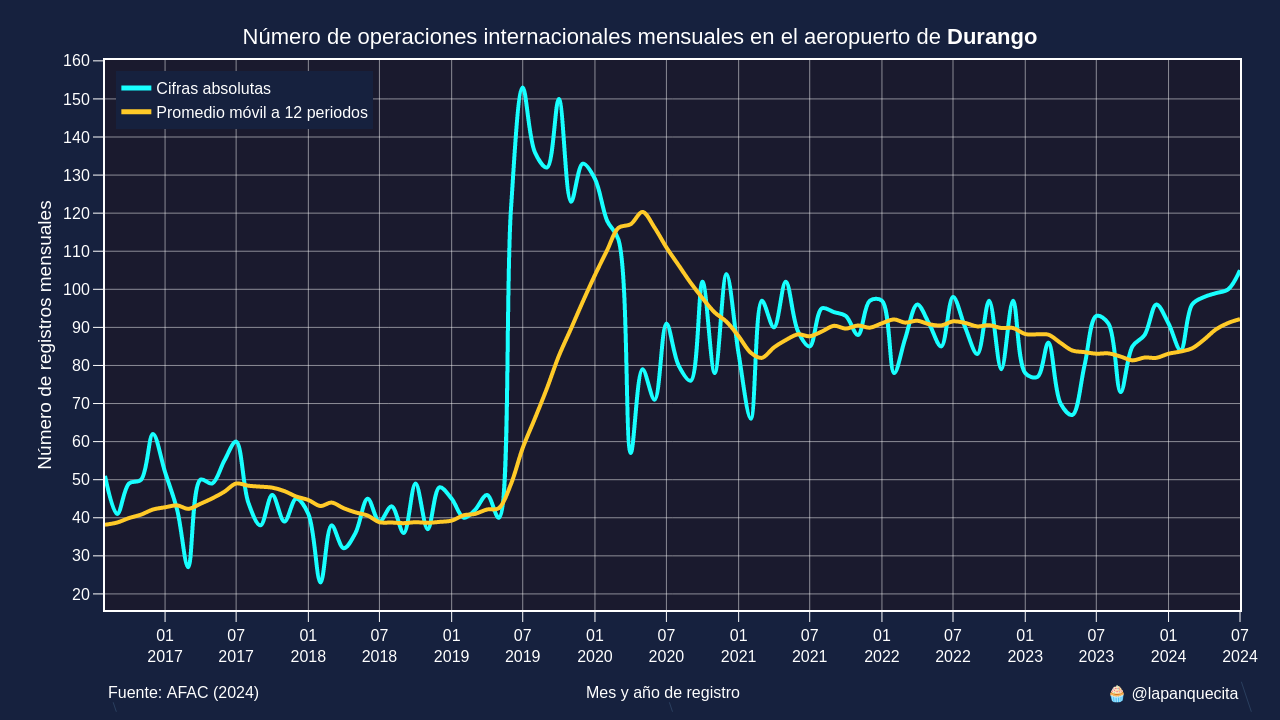 Número de operaciones internacionales mensuales en el aeropuerto de Durango
Cifras absolutas
Promedio móvil a 12 periodos
Número de registros mensuales
160
150
140
130
120
110
100
90
80
70
60
50
40
30
20
01 07 01 07 01 07 01 07 01 07 01 07 01 07 01 07
2017 2017 2018 2018 2019 2019 2020 2020 2021 2021 2022 2022 2023 2023 2024 2024
Fuente: AFAC (2024) Mes y año de registro 🧁 @lapanquecita